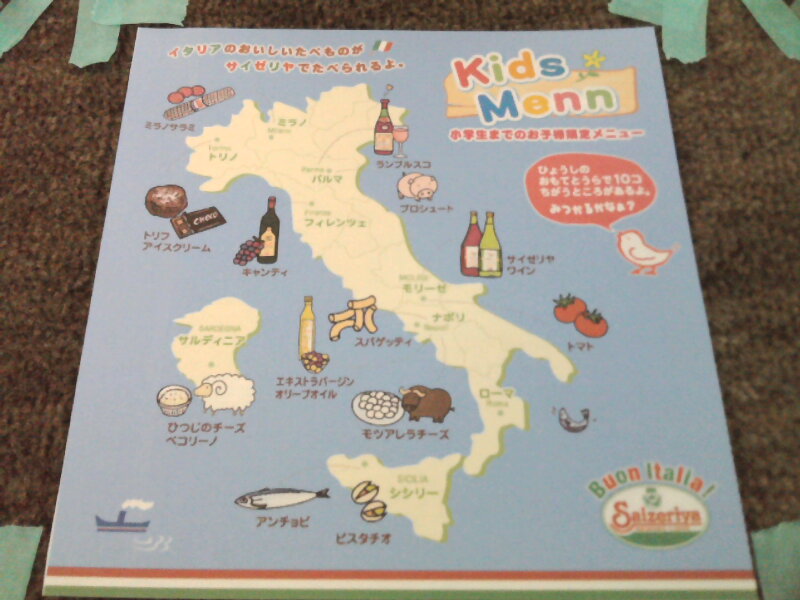 イタリアのおいしいたべものが
サイゼリヤでたべられるよ。
Kids
Menn
小学生までのお子様限定メニュー
ひょうしの
おもてとうらで10コ
ちがうところがあるよ。
みつかるかなぁ?
ミラノサラミ
ミラノ
Milano
Torino
トリノ
ランブルスコ
Parma
パルマ
プロシュート
Firenze
フィレンツェ
トリフ
アイスクリーム
CHOCO
キャンティ
サイゼリヤ
ワイン
MOLISE
モリーゼ
ナポリ
Napoli
SARDEGNA
サルディニア
スパゲッティ
トマト
エキストラバージン
オリーブオイル
ローマ
Roma
ひつじのチーズ
ペコリーノ
モツアレラチーズ
SICILIA
シシリー
アンチョビ
ピスタチオ
Buon Italia!
Saizeriya